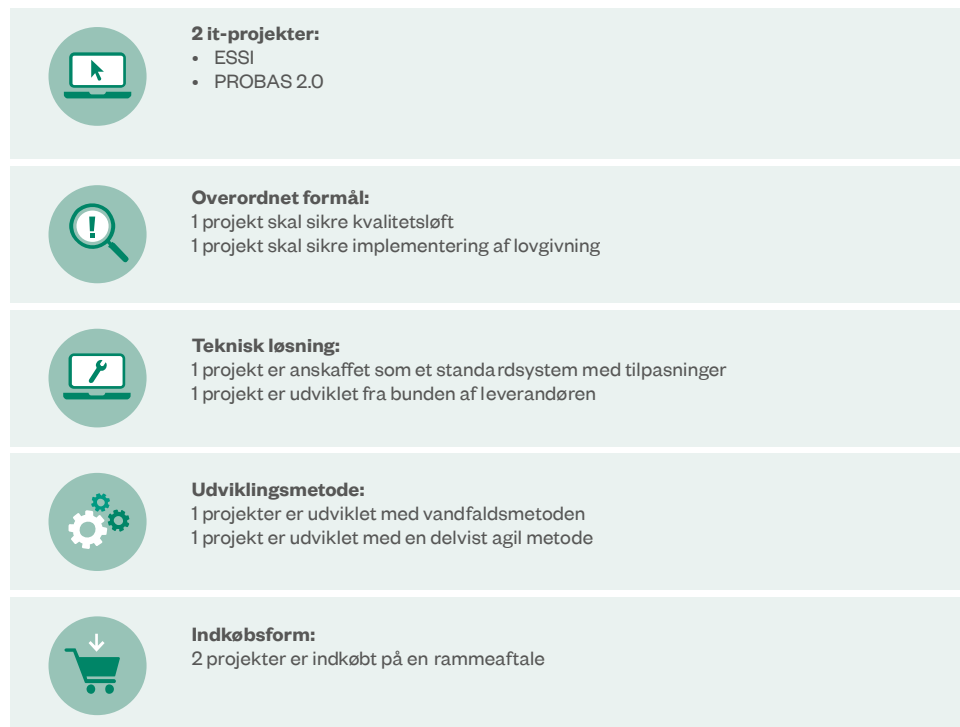 2 it-projekter:
• ESSI
• PROBAS 2.0
Overordnet formål:
1 projekt skal sikre kvalitetsløft
1 projekt skal sikre implementering af lovgivning
Teknisk løsning:
1 projekt er anskaffet som et standardsystem med tilpasninger
1 projekt er udviklet fra bunden af leverandøren
Udviklingsmetode:
1 projekter er udviklet med vandfaldsmetoden
1 projekt er udviklet med en delvist agil metode
Indkøbsform:
2 projekter er indkøbt på en rammeaftale